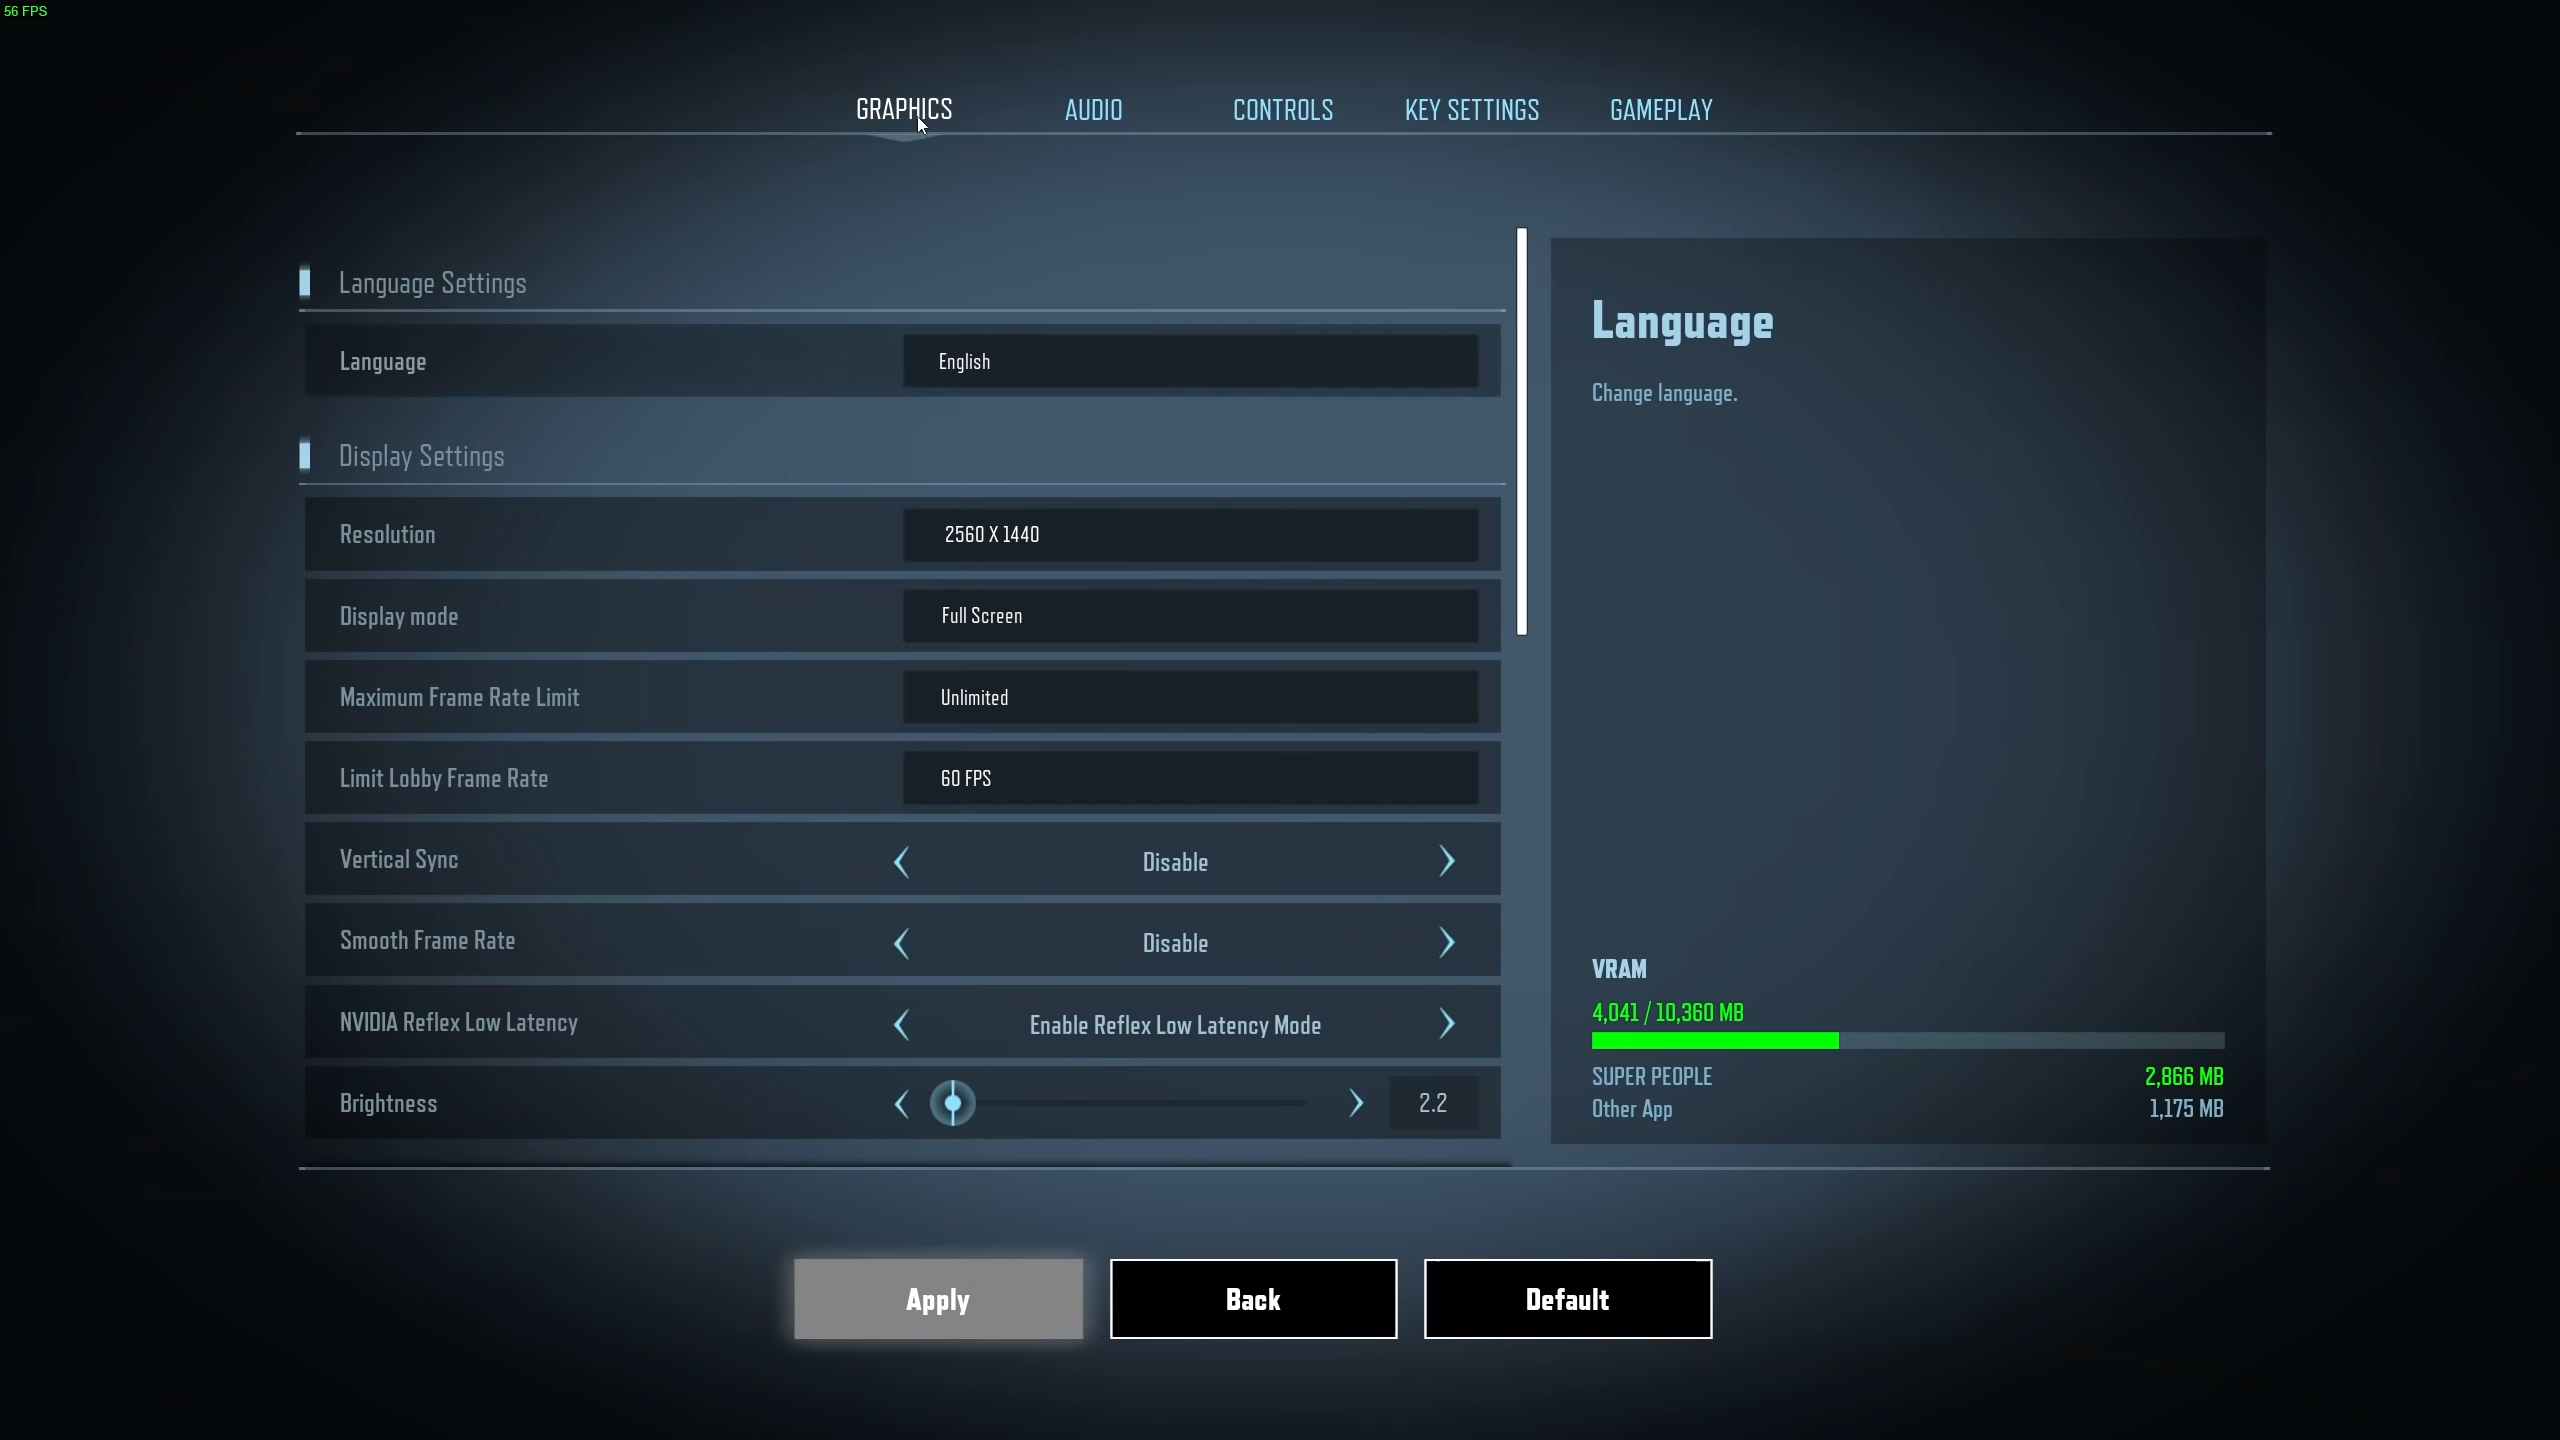 56 FPS
GRAPHICS AUDIO CONTROLS KEY SETTINGS GAMEPLAY
Language Settings
Language English
Display Settings
Resolution 2560 X 1440
Display mode Full Screen
Maximum Frame Rate Limit Unlimited
Limit Lobby Frame Rate 60 FPS
Vertical Sync Disable
Smooth Frame Rate Disable
NVIDIA Reflex Low Latency Enable Reflex Low Latency Mode
Brightness 2.2
Language
Change language.
VRAM
4,041 / 10,360 MB
SUPER PEOPLE 2,866 MB
Other App 1,175 MB
Apply Back Default